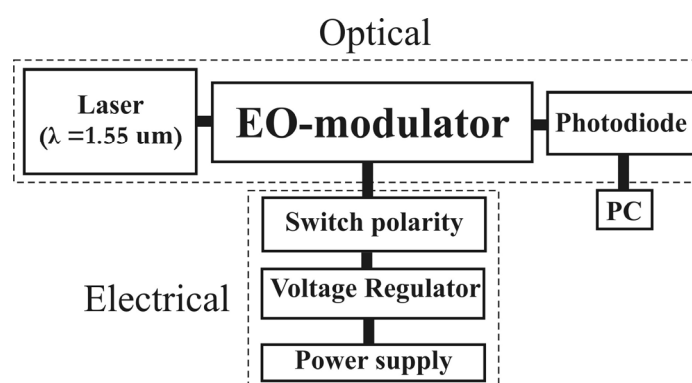 Optical
Laser
(λ =1.55 um)
EO-modulator
Photodiode
PC
Switch polarity
Electrical
Voltage Regulator
Power supply